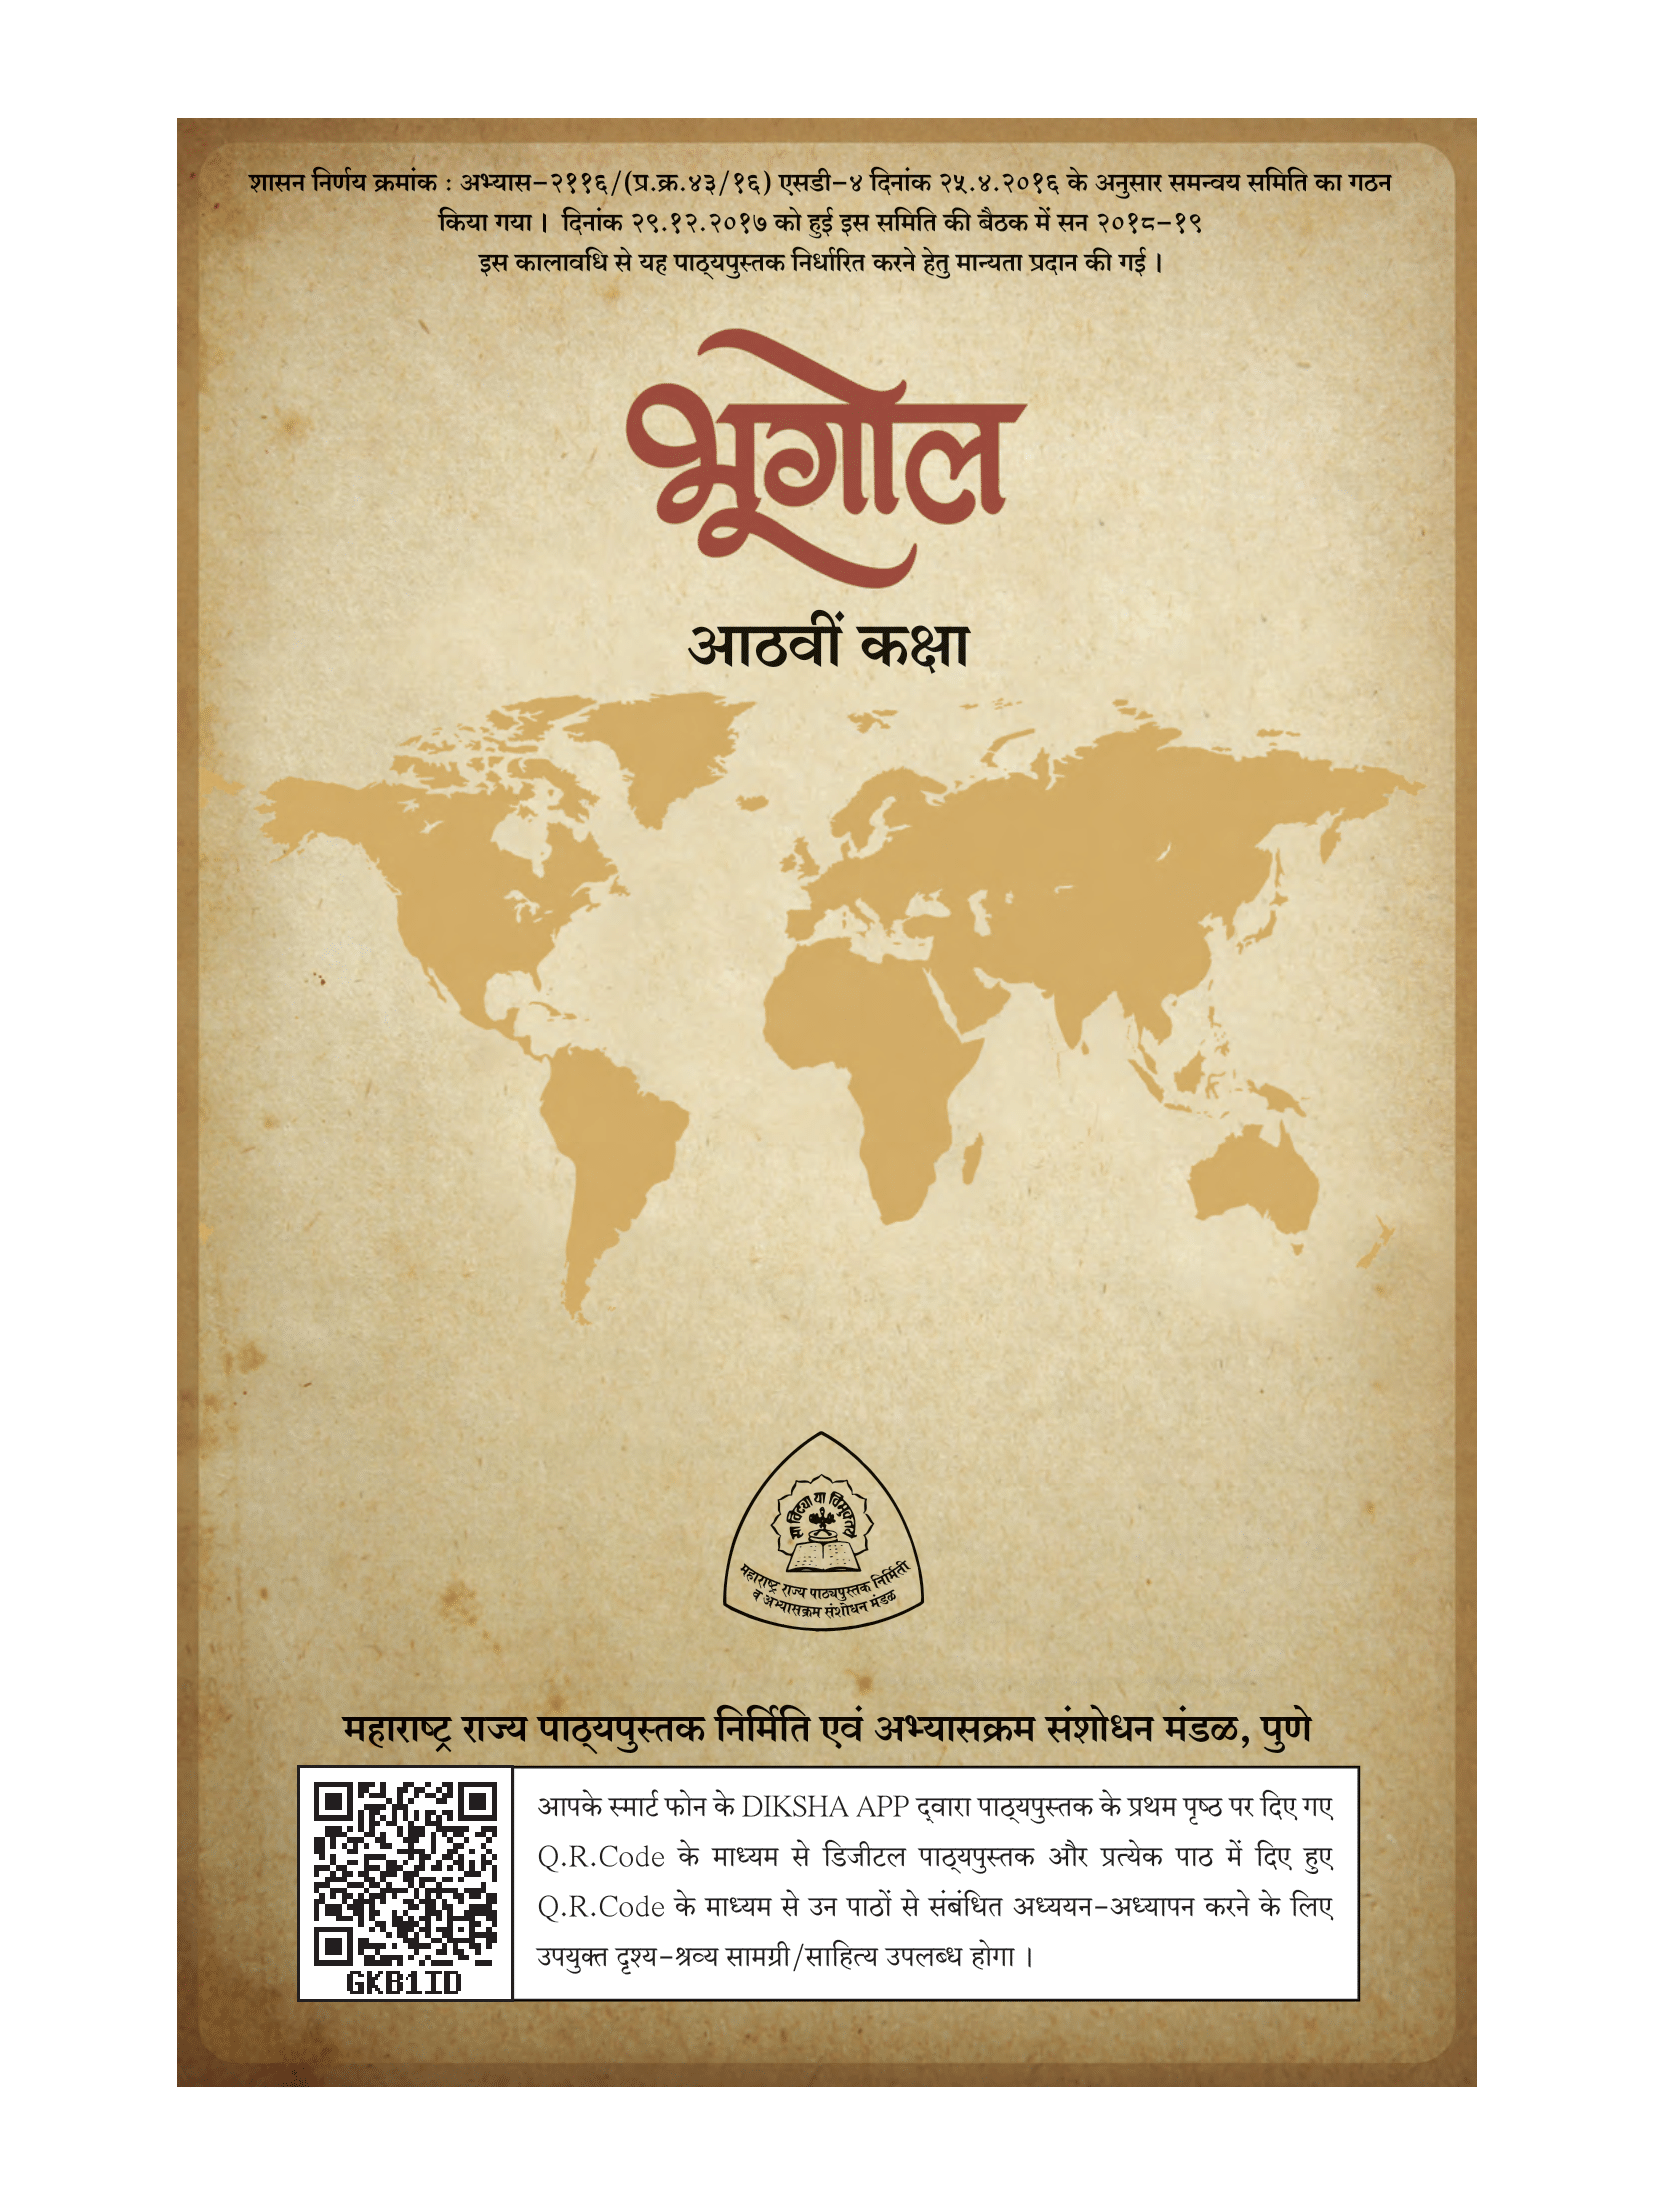 शासन निर्णय क्रमांक : अभ्यास-२११६/(प्र.क्र.४३/१६) एसडी-४ दिनांक २५.४.२०१६ के अनुसार समन्वय समिति का गठन
किया गया । दिनांक २९.१२.२०१७ को हुई इस समिति की बैठक में सन २०१८-१९
इस कालावधि से यह पाठ्यपुस्तक निर्धारित करने हेतु मान्यता प्रदान की गई ।
भूगोल
आठवीं कक्षा
सा विद्या या विमुक्तये
महाराष्ट्र राज्य पाठ्यपुस्तक निर्मिती
व अभ्यासक्रम संशोधन मंडळ
महाराष्ट्र राज्य पाठ्यपुस्तक निर्मिति एवं अभ्यासक्रम संशोधन मंडळ, पुणे
आपके स्मार्ट फोन के DIKSHA APP द्वारा पाठ्यपुस्तक के प्रथम पृष्ठ पर दिए गए
Q.R.Code के माध्यम से डिजीटल पाठ्यपुस्तक और प्रत्येक पाठ में दिए हुए
Q.R.Code के माध्यम से उन पाठों से संबंधित अध्ययन-अध्यापन करने के लिए
उपयुक्त दृश्य-श्रव्य सामग्री/साहित्य उपलब्ध होगा ।
GKB1ID